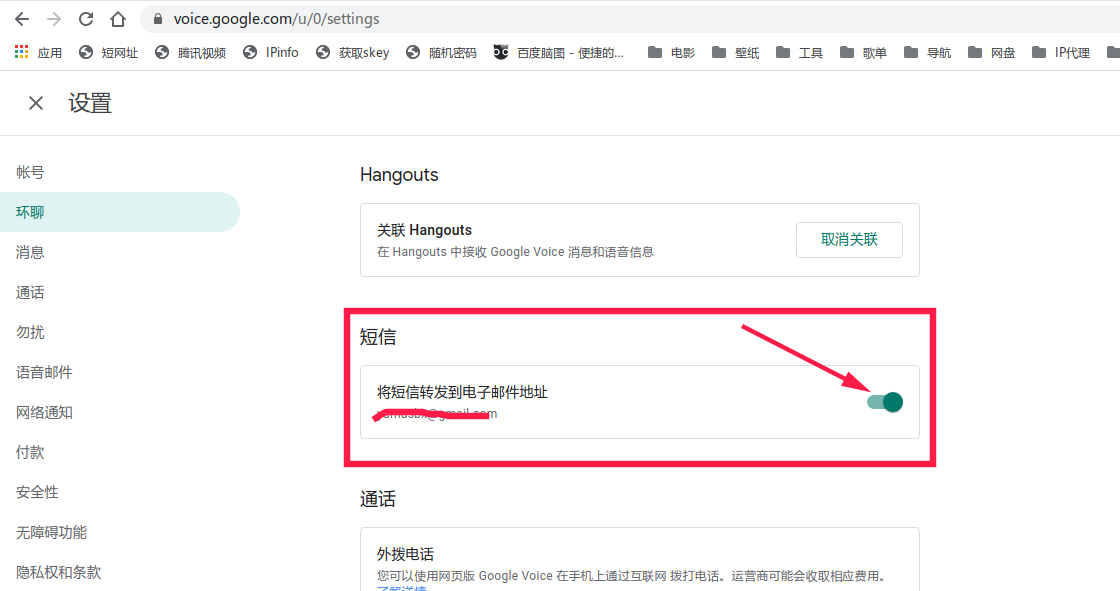 voice.google.com/u/0/settings
应用 短网址 腾讯视频 IPinfo 获取skey 随机密码 百度脑图 - 便捷的... 电影 壁纸 工具 歌单 导航 网盘 IP代理
设置
帐号
环聊
消息
通话
勿扰
语音邮件
网络通知
付款
安全性
无障碍功能
隐私权和条款
Hangouts
关联 Hangouts
在 Hangouts 中接收 Google Voice 消息和语音信息
取消关联
短信
将短信转发到电子邮件地址
通话
外拨电话
您可以使用网页版 Google Voice 在手机上通过互联网 拨打电话。运营商可能会收取相应费用。
了解详情